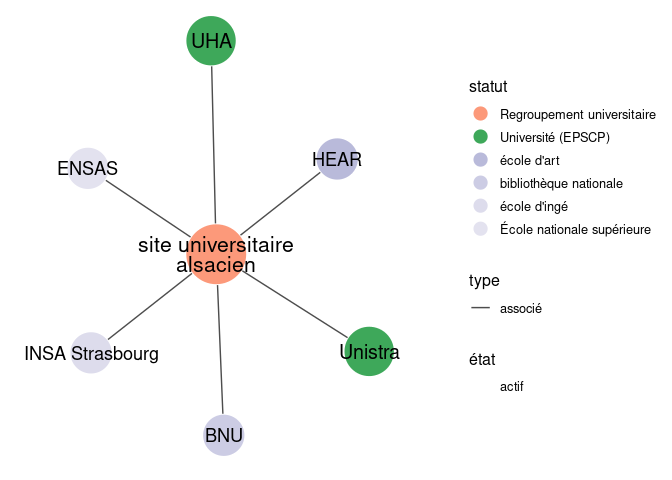 UHA
HEAR
ENSAS
site universitaire
alsacien
INSA Strasbourg
Unistra
BNU
statut
Regroupement universitaire
Université (EPSCP)
école d'art
bibliothèque nationale
école d'ingé
École nationale supérieure
type
associé
état
actif